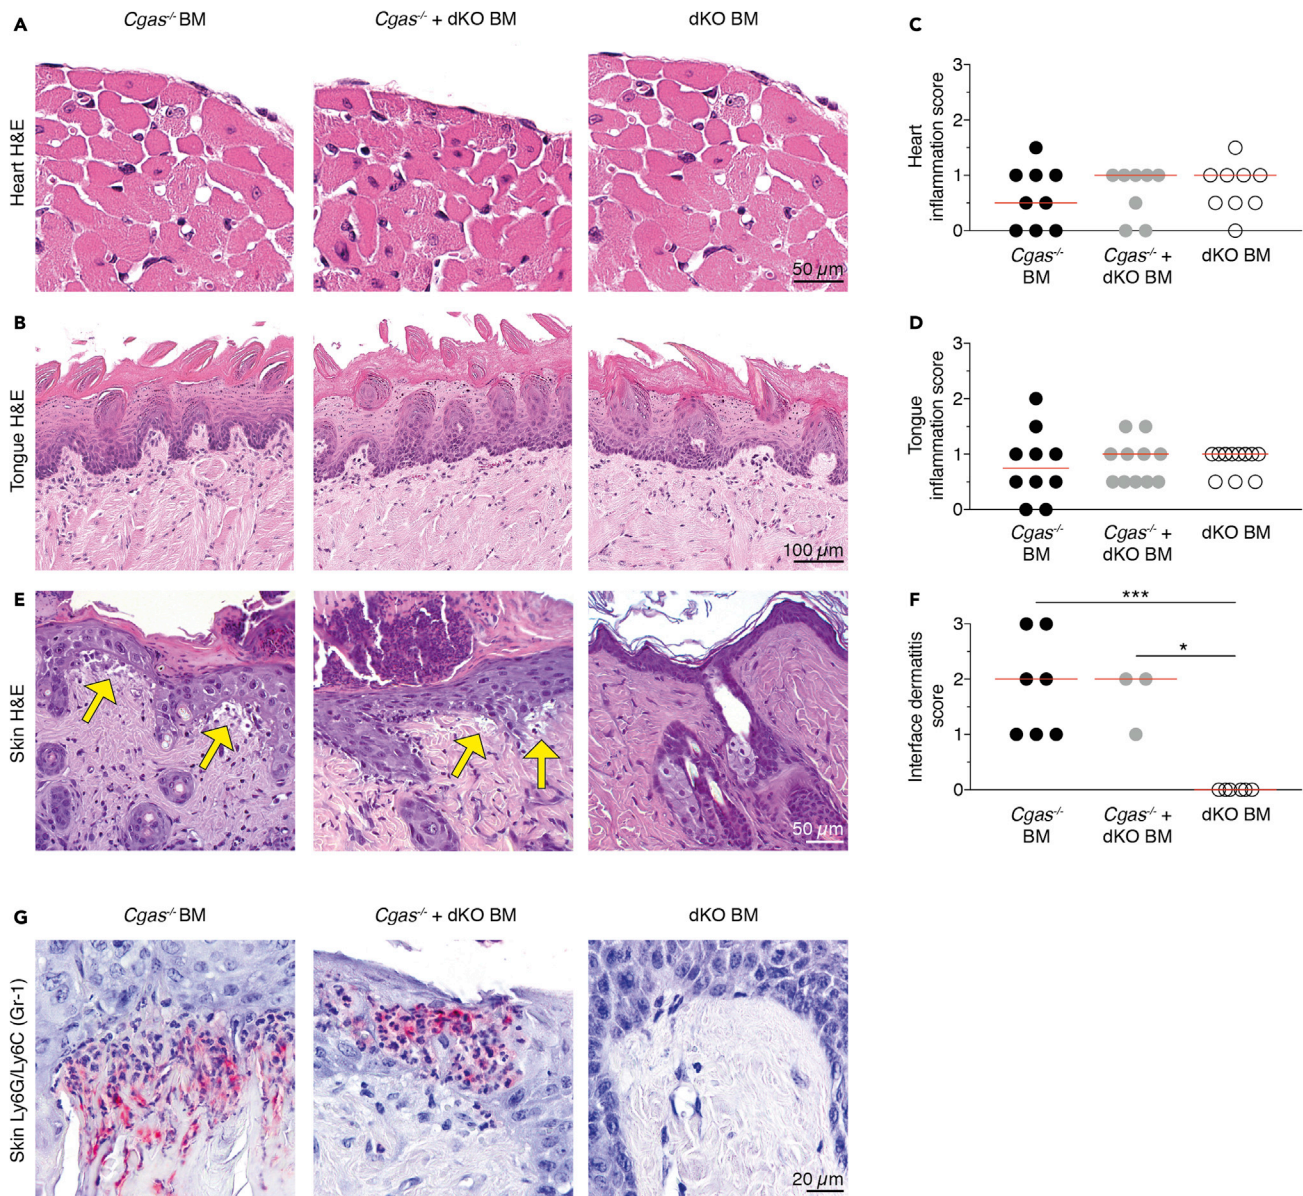 A
Cgas-/- BM
Cgas-/- + dKO BM
dKO BM
Heart H&E
50 µm
C
Heart
inflammation score
3
2
1
0
Cgas-/-
BM
Cgas-/- +
dKO BM
dKO BM
B
Tongue H&E
100 µm
D
Tongue
inflammation score
3
2
1
0
Cgas-/-
BM
Cgas-/- +
dKO BM
dKO BM
E
Skin H&E
50 µm
F
Interface dermatitis
score
***
*
3
2
1
0
Cgas-/-
BM
Cgas-/- +
dKO BM
dKO BM
G
Cgas-/- BM
Cgas-/- + dKO BM
dKO BM
Skin Ly6G/Ly6C (Gr-1)
20 µm